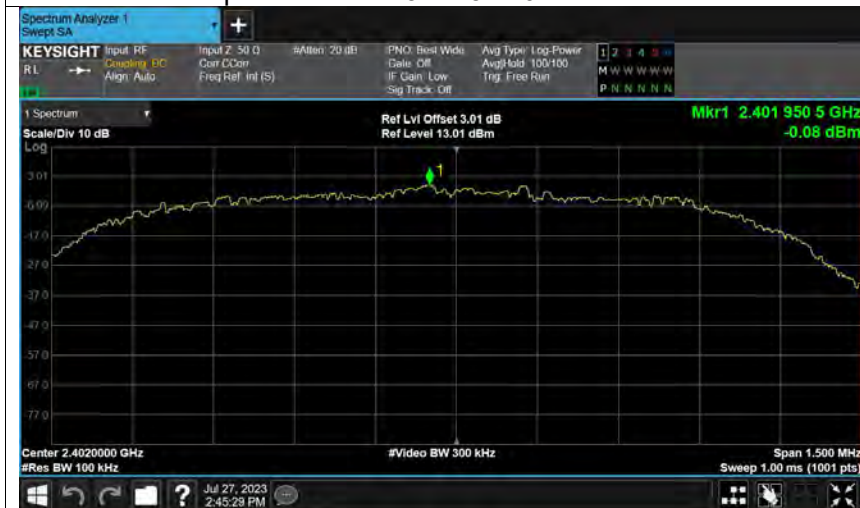 Spectrum Analyzer 1
Swept SA
+
KEYSIGHT Input: RF Input Z: 50 Ω #Atten: 20 dB PNO: Best Wide Avg Type: Log-Power 1 2 3 4 5 6
RL Coupling: DC Corr CCorr Gate: Off Avg|Hold: 100/100 M W W W W W
Align: Auto Freq Ref: Int (S) IF Gain: Low Trig: Free Run
Sig Track: Off P N N N N N
1 Spectrum Ref Lvl Offset 3.01 dB Mkr1 2.401 950 5 GHz
Scale/Div 10 dB Ref Level 13.01 dBm -0.08 dBm
Log
1
3.01
-6.99
-17.0
-27.0
-37.0
-47.0
-57.0
-67.0
-77.0
Center 2.4020000 GHz #Video BW 300 kHz Span 1.500 MHz
#Res BW 100 kHz Sweep 1.00 ms (1001 pts)
? Jul 27, 2023
2:45:29 PM